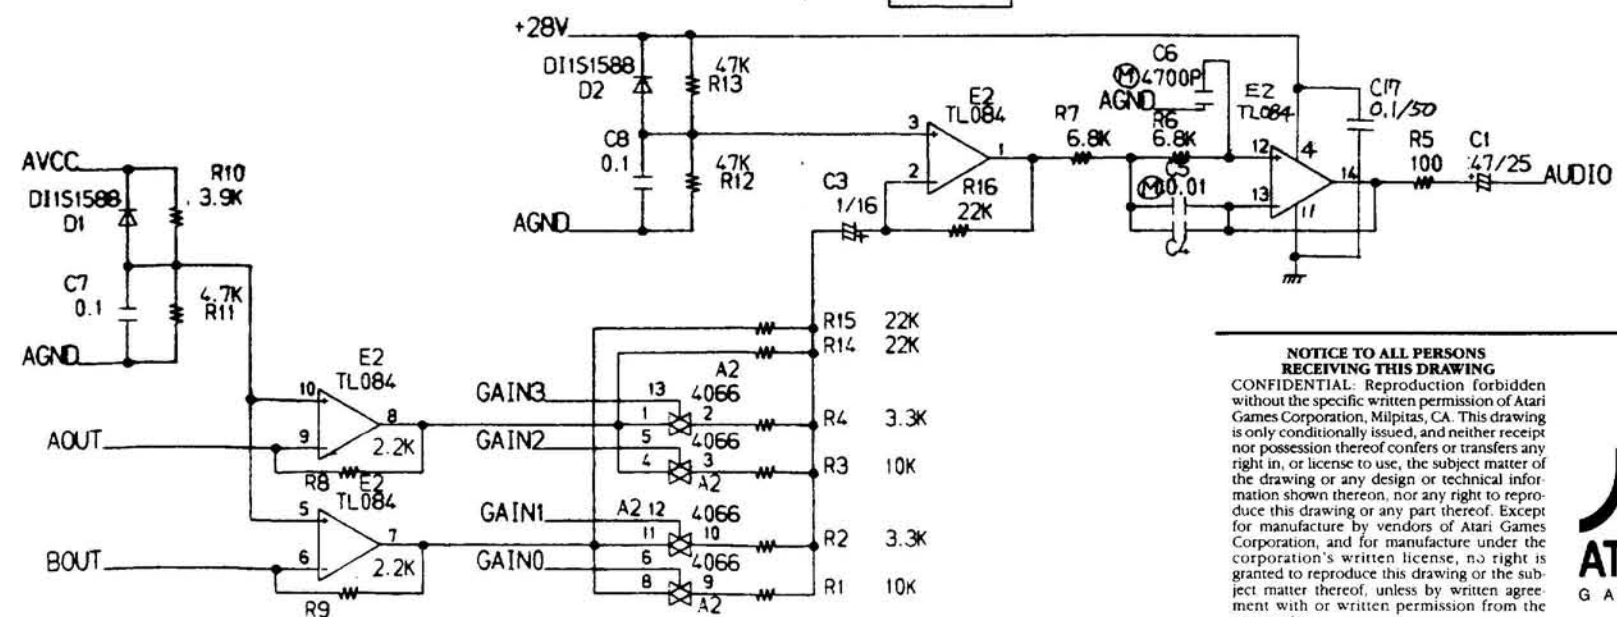 +28V
DI1S1588
D2
47K
R13
C8
0.1
47K
R12
AGND
E2
TL084
3
2
1
R16
22K
C3
1/16
R7
6.8K
C6
M 4700P
AGND
R6
6.8K
C5
M 0.01
C4
E2
TL084
12
13
14
4
11
C17
0.1/50
R5
100
C1
47/25
AUDIO
AVCC
R10
3.9K
DI1S1588
D1
C7
0.1
4.7K
R11
AGND
E2
TL084
10
9
8
2.2K
AOUT
R8
E2
TL084
5
6
7
2.2K
BOUT
R9
R15 22K
R14 22K
A2
GAIN3 13 4066
1 2 R4 3.3K
GAIN2 5 4066
4 3 R3 10K
A2
GAIN1 A2 12 4066
11 10 R2 3.3K
GAIN0 6 4066
8 9 R1 10K
A2
NOTICE TO ALL PERSONS
RECEIVING THIS DRAWING
CONFIDENTIAL: Reproduction forbidden
without the specific written permission of Atari
Games Corporation, Milpitas, CA. This drawing
is only conditionally issued, and neither receipt
nor possession thereof confers or transfers any
right in, or license to use, the subject matter of
the drawing or any design or technical infor-
mation shown thereon, nor any right to repro-
duce this drawing or any part thereof. Except
for manufacture by vendors of Atari Games
Corporation, and for manufacture under the
corporation's written license, no right is
granted to reproduce this drawing or the sub-
ject matter thereof, unless by written agree-
ment with or written permission from the
AT
G A